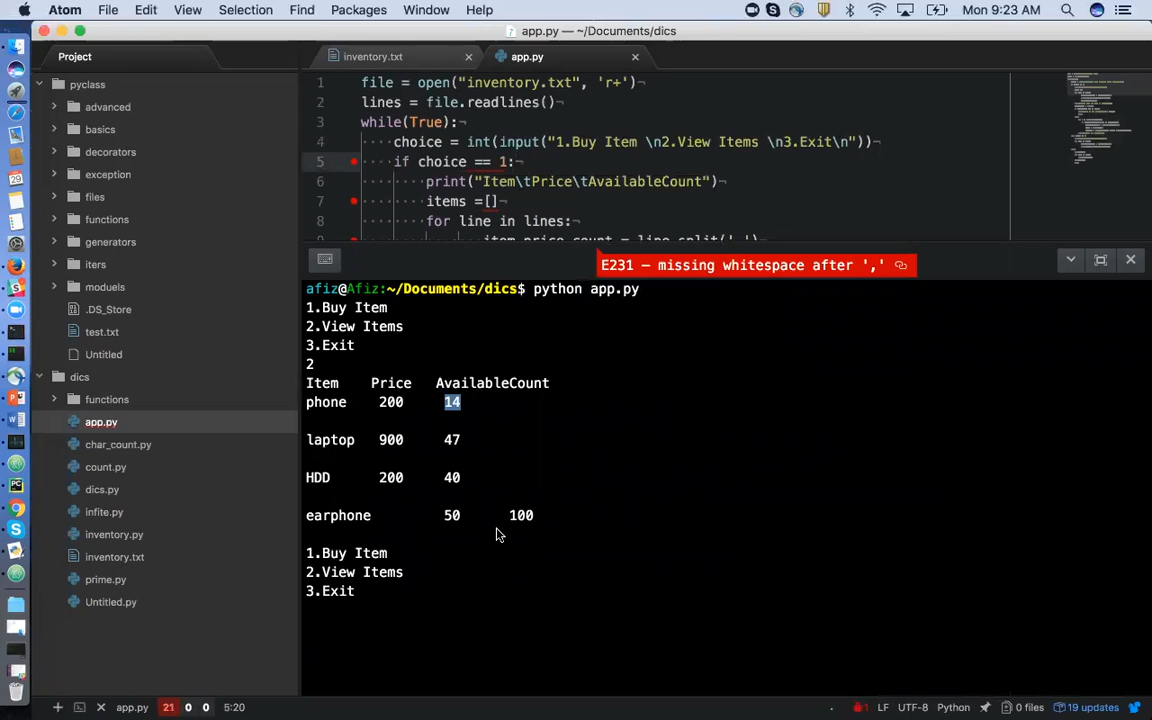 Atom File Edit View Selection Find Packages Window Help Mon 9:23 AM
app.py — ~/Documents/dics
Project
inventory.txt
app.py
pyclass
advanced
basics
decorators
exception
files
functions
generators
iters
moduels
.DS_Store
test.txt
Untitled
dics
functions
app.py
char_count.py
count.py
dics.py
infite.py
inventory.py
inventory.txt
prime.py
Untitled.py
1 file = open("inventory.txt", 'r+')¬
2 lines = file.readlines()¬
3 while(True):¬
4 ····choice = int(input("1.Buy Item \n2.View Items \n3.Exit\n"))¬
5 ····if choice == 1:¬
6 ········print("Item\tPrice\tAvailableCount")¬
7 ········items =[]¬
8 ········for line in lines:¬
E231 — missing whitespace after ','
afiz@Afiz:~/Documents/dics$ python app.py
1.Buy Item
2.View Items
3.Exit
2
Item Price AvailableCount
phone 200 14
laptop 900 47
HDD 200 40
earphone 50 100
1.Buy Item
2.View Items
3.Exit
app.py 21 0 0 5:20 1 LF UTF-8 Python 0 files 19 updates